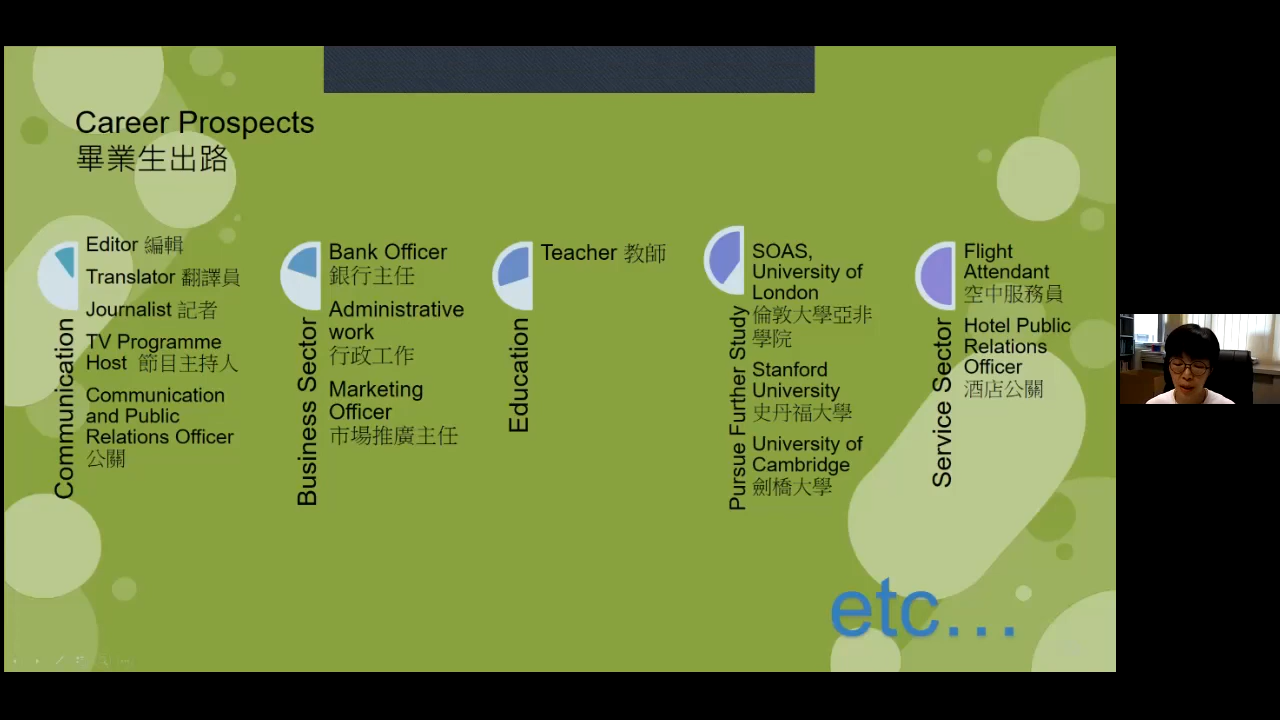 Career Prospects
畢業生出路
Communication
Editor 編輯
Translator 翻譯員
Journalist 記者
TV Programme
Host 節目主持人
Communication
and Public
Relations Officer
公關
Business Sector
Bank Officer
銀行主任
Administrative
work
行政工作
Marketing
Officer
市場推廣主任
Education
Teacher 教師
Pursue Further Study
SOAS,
University of
London
倫敦大學亞非
學院
Stanford
University
史丹福大學
University of
Cambridge
劍橋大學
Service Sector
Flight
Attendant
空中服務員
Hotel Public
Relations
Officer
酒店公關
etc...